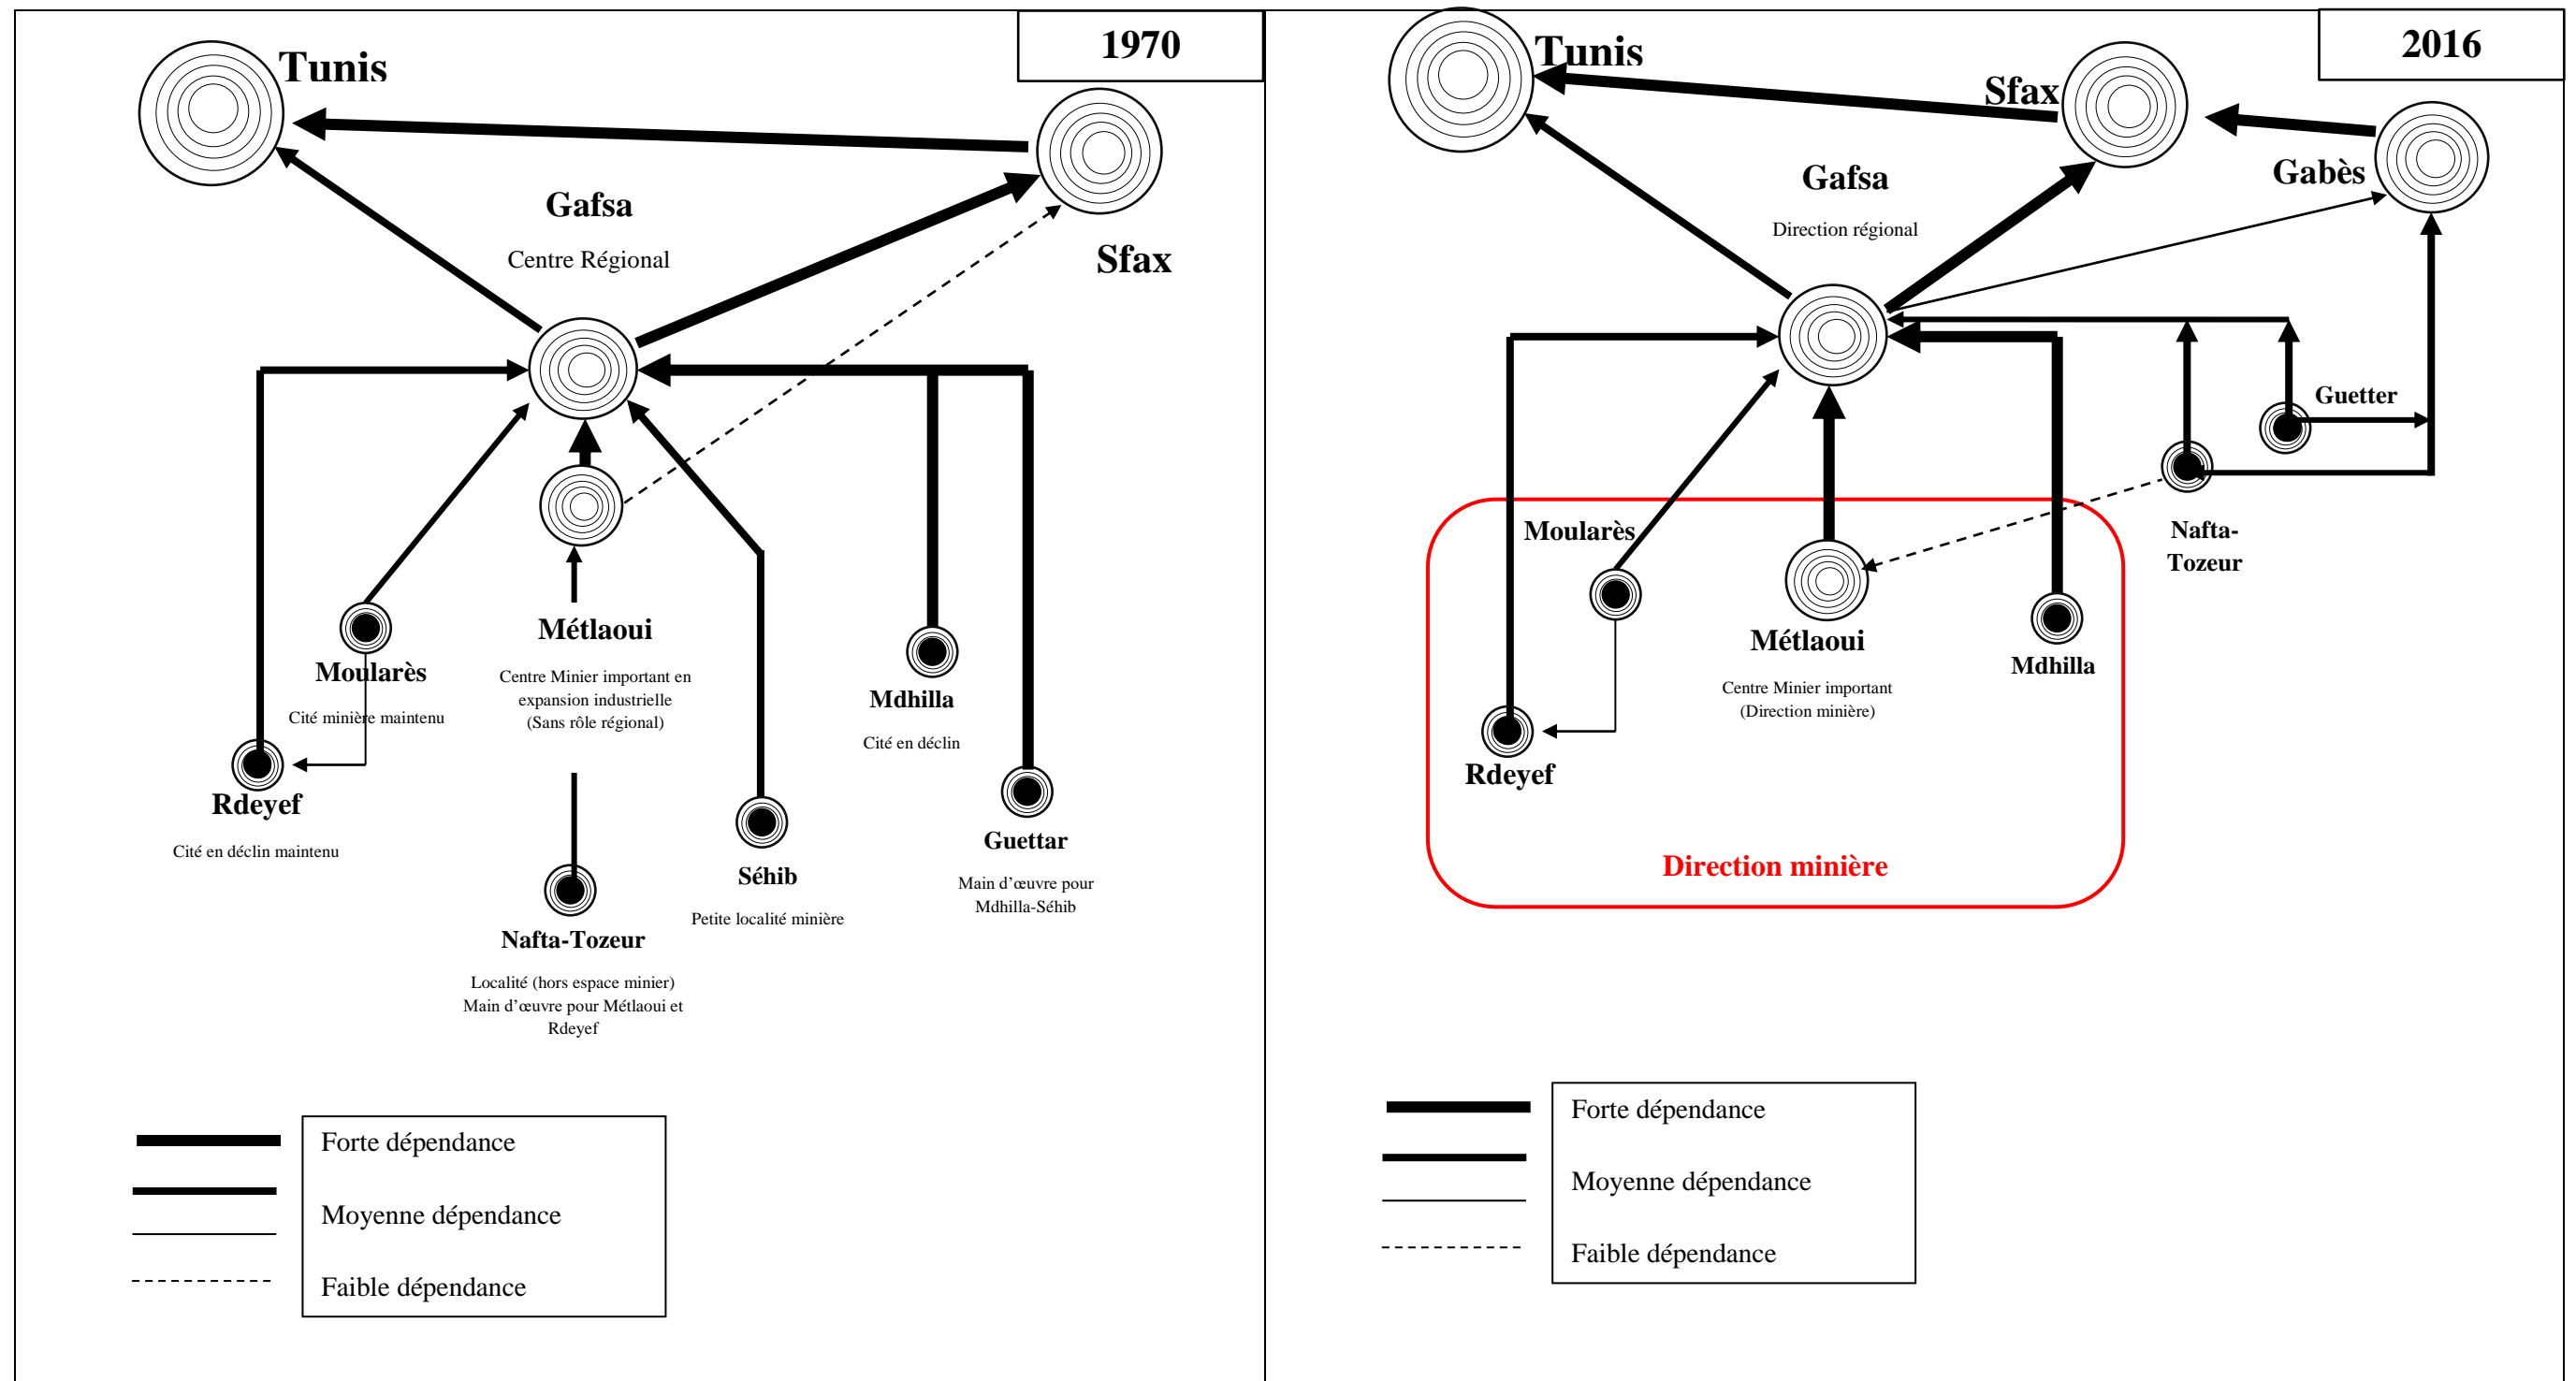 1970
Tunis
Gafsa
Centre Régional
Sfax
Métlaoui
Centre Minier important en
expansion industrielle
(Sans rôle régional)
Moularès
Cité minière maintenu
Mdhilla
Cité en déclin
Rdeyef
Cité en déclin maintenu
Guettar
Main d’œuvre pour
Mdhilla-Séhib
Séhib
Petite localité minière
Nafta-Tozeur
Localité (hors espace minier)
Main d’œuvre pour Métlaoui et
Rdeyef
Forte dépendance
Moyenne dépendance
Faible dépendance
2016
Tunis
Sfax
Gabès
Gafsa
Direction régional
Guetter
Moularès
Nafta-
Tozeur
Métlaoui
Centre Minier important
(Direction minière)
Mdhilla
Rdeyef
Direction minière
Forte dépendance
Moyenne dépendance
Faible dépendance